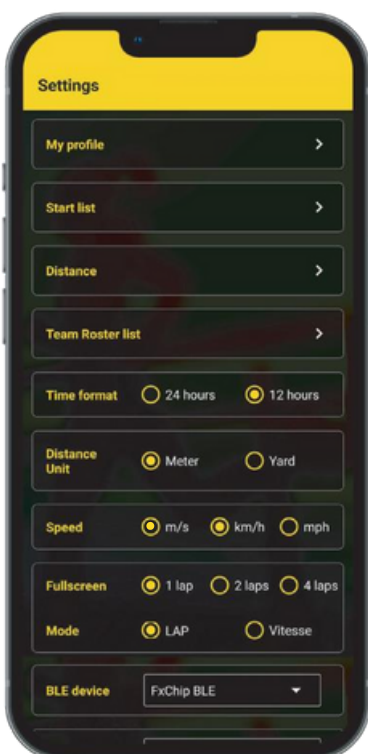 Settings
My profile
Start list
Distance
Team Roster list
Time format 24 hours 12 hours
Distance
Unit Meter Yard
Speed m/s km/h mph
Fullscreen 1 lap 2 laps 4 laps
Mode LAP Vitesse
BLE device FxChip BLE